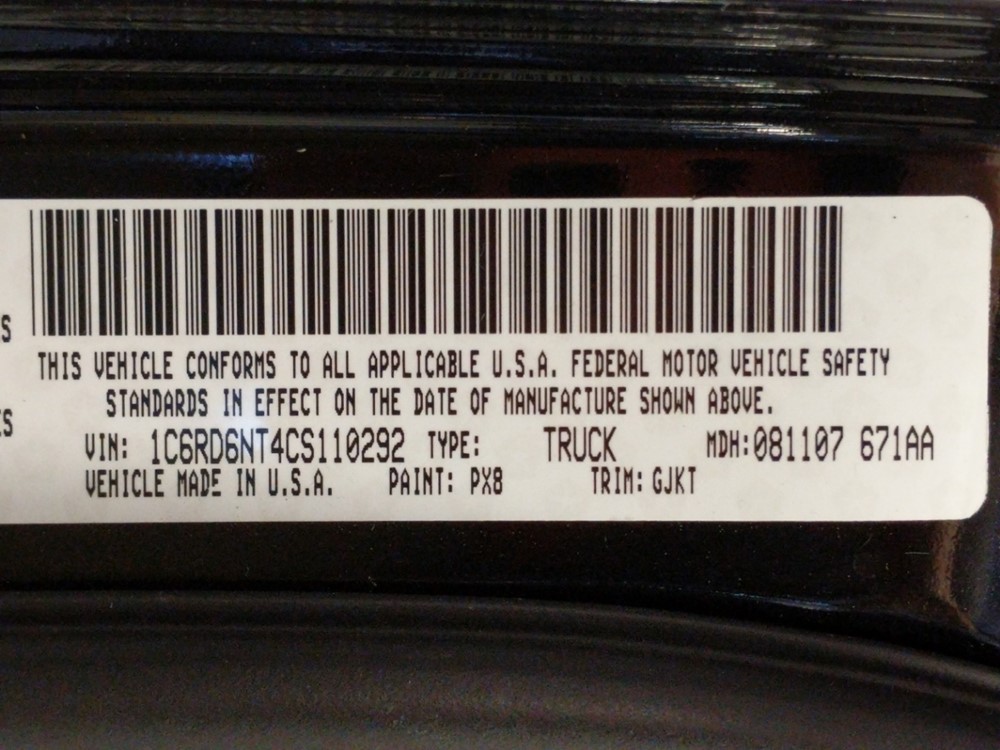 S
THIS VEHICLE CONFORMS TO ALL APPLICABLE U.S.A. FEDERAL MOTOR VEHICLE SAFETY
STANDARDS IN EFFECT ON THE DATE OF MANUFACTURE SHOWN ABOVE.
ES
VIN: 1C6RD6NT4CS110292 TYPE: TRUCK MDH:081107 671AA
VEHICLE MADE IN U.S.A. PAINT: PX8 TRIM: GJKT